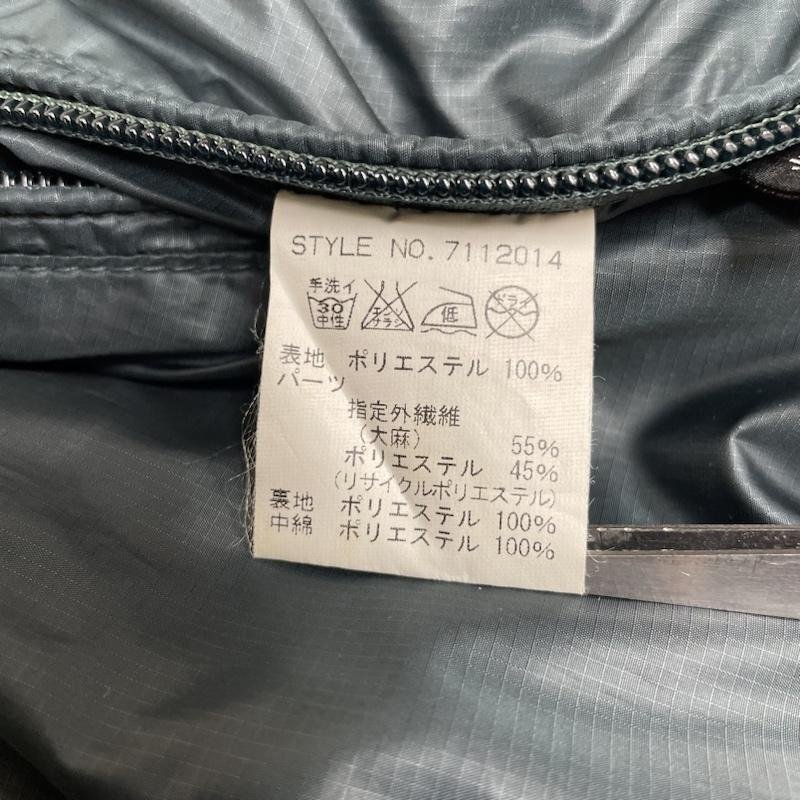 STYLE NO. 7112014
手洗イ
30
中性
エンソ
サラシ
低
ドライ
表地 ポリエステル 100%
パーツ
指定外繊維
(大麻) 55%
ポリエステル 45%
(リサイクルポリエステル)
裏地 ポリエステル 100%
中綿 ポリエステル 100%